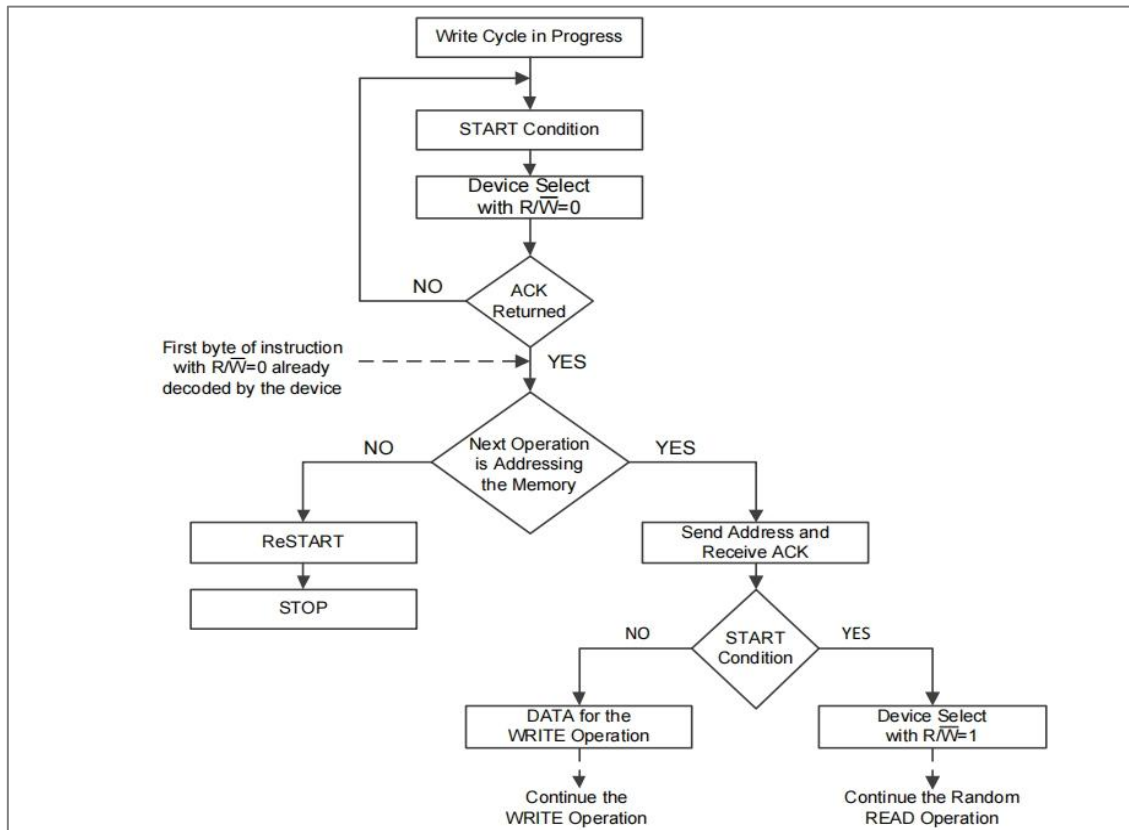 Write Cycle in Progress
START Condition
Device Select
with R/W̅=0
NO
ACK
Returned
First byte of instruction
with R/W̅=0 already
decoded by the device
YES
NO
Next Operation
is Addressing
the Memory
YES
ReSTART
STOP
Send Address and
Receive ACK
NO
START
Condition
YES
DATA for the
WRITE Operation
Device Select
with R/W̅=1
Continue the
WRITE Operation
Continue the Random
READ Operation